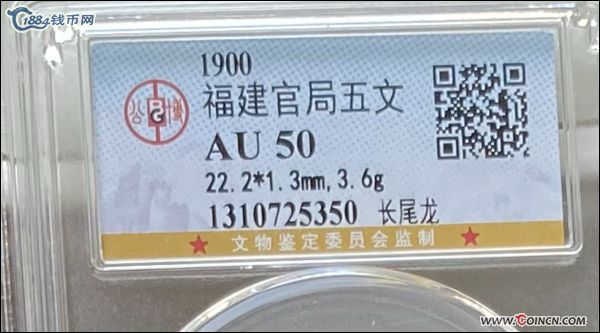 1884钱币网
1900
福建官局五文
AU 50
22.2*1.3mm,3.6g
1310725350 长尾龙
★ 文物鉴定委员会监制 ★
www.COINCN.com